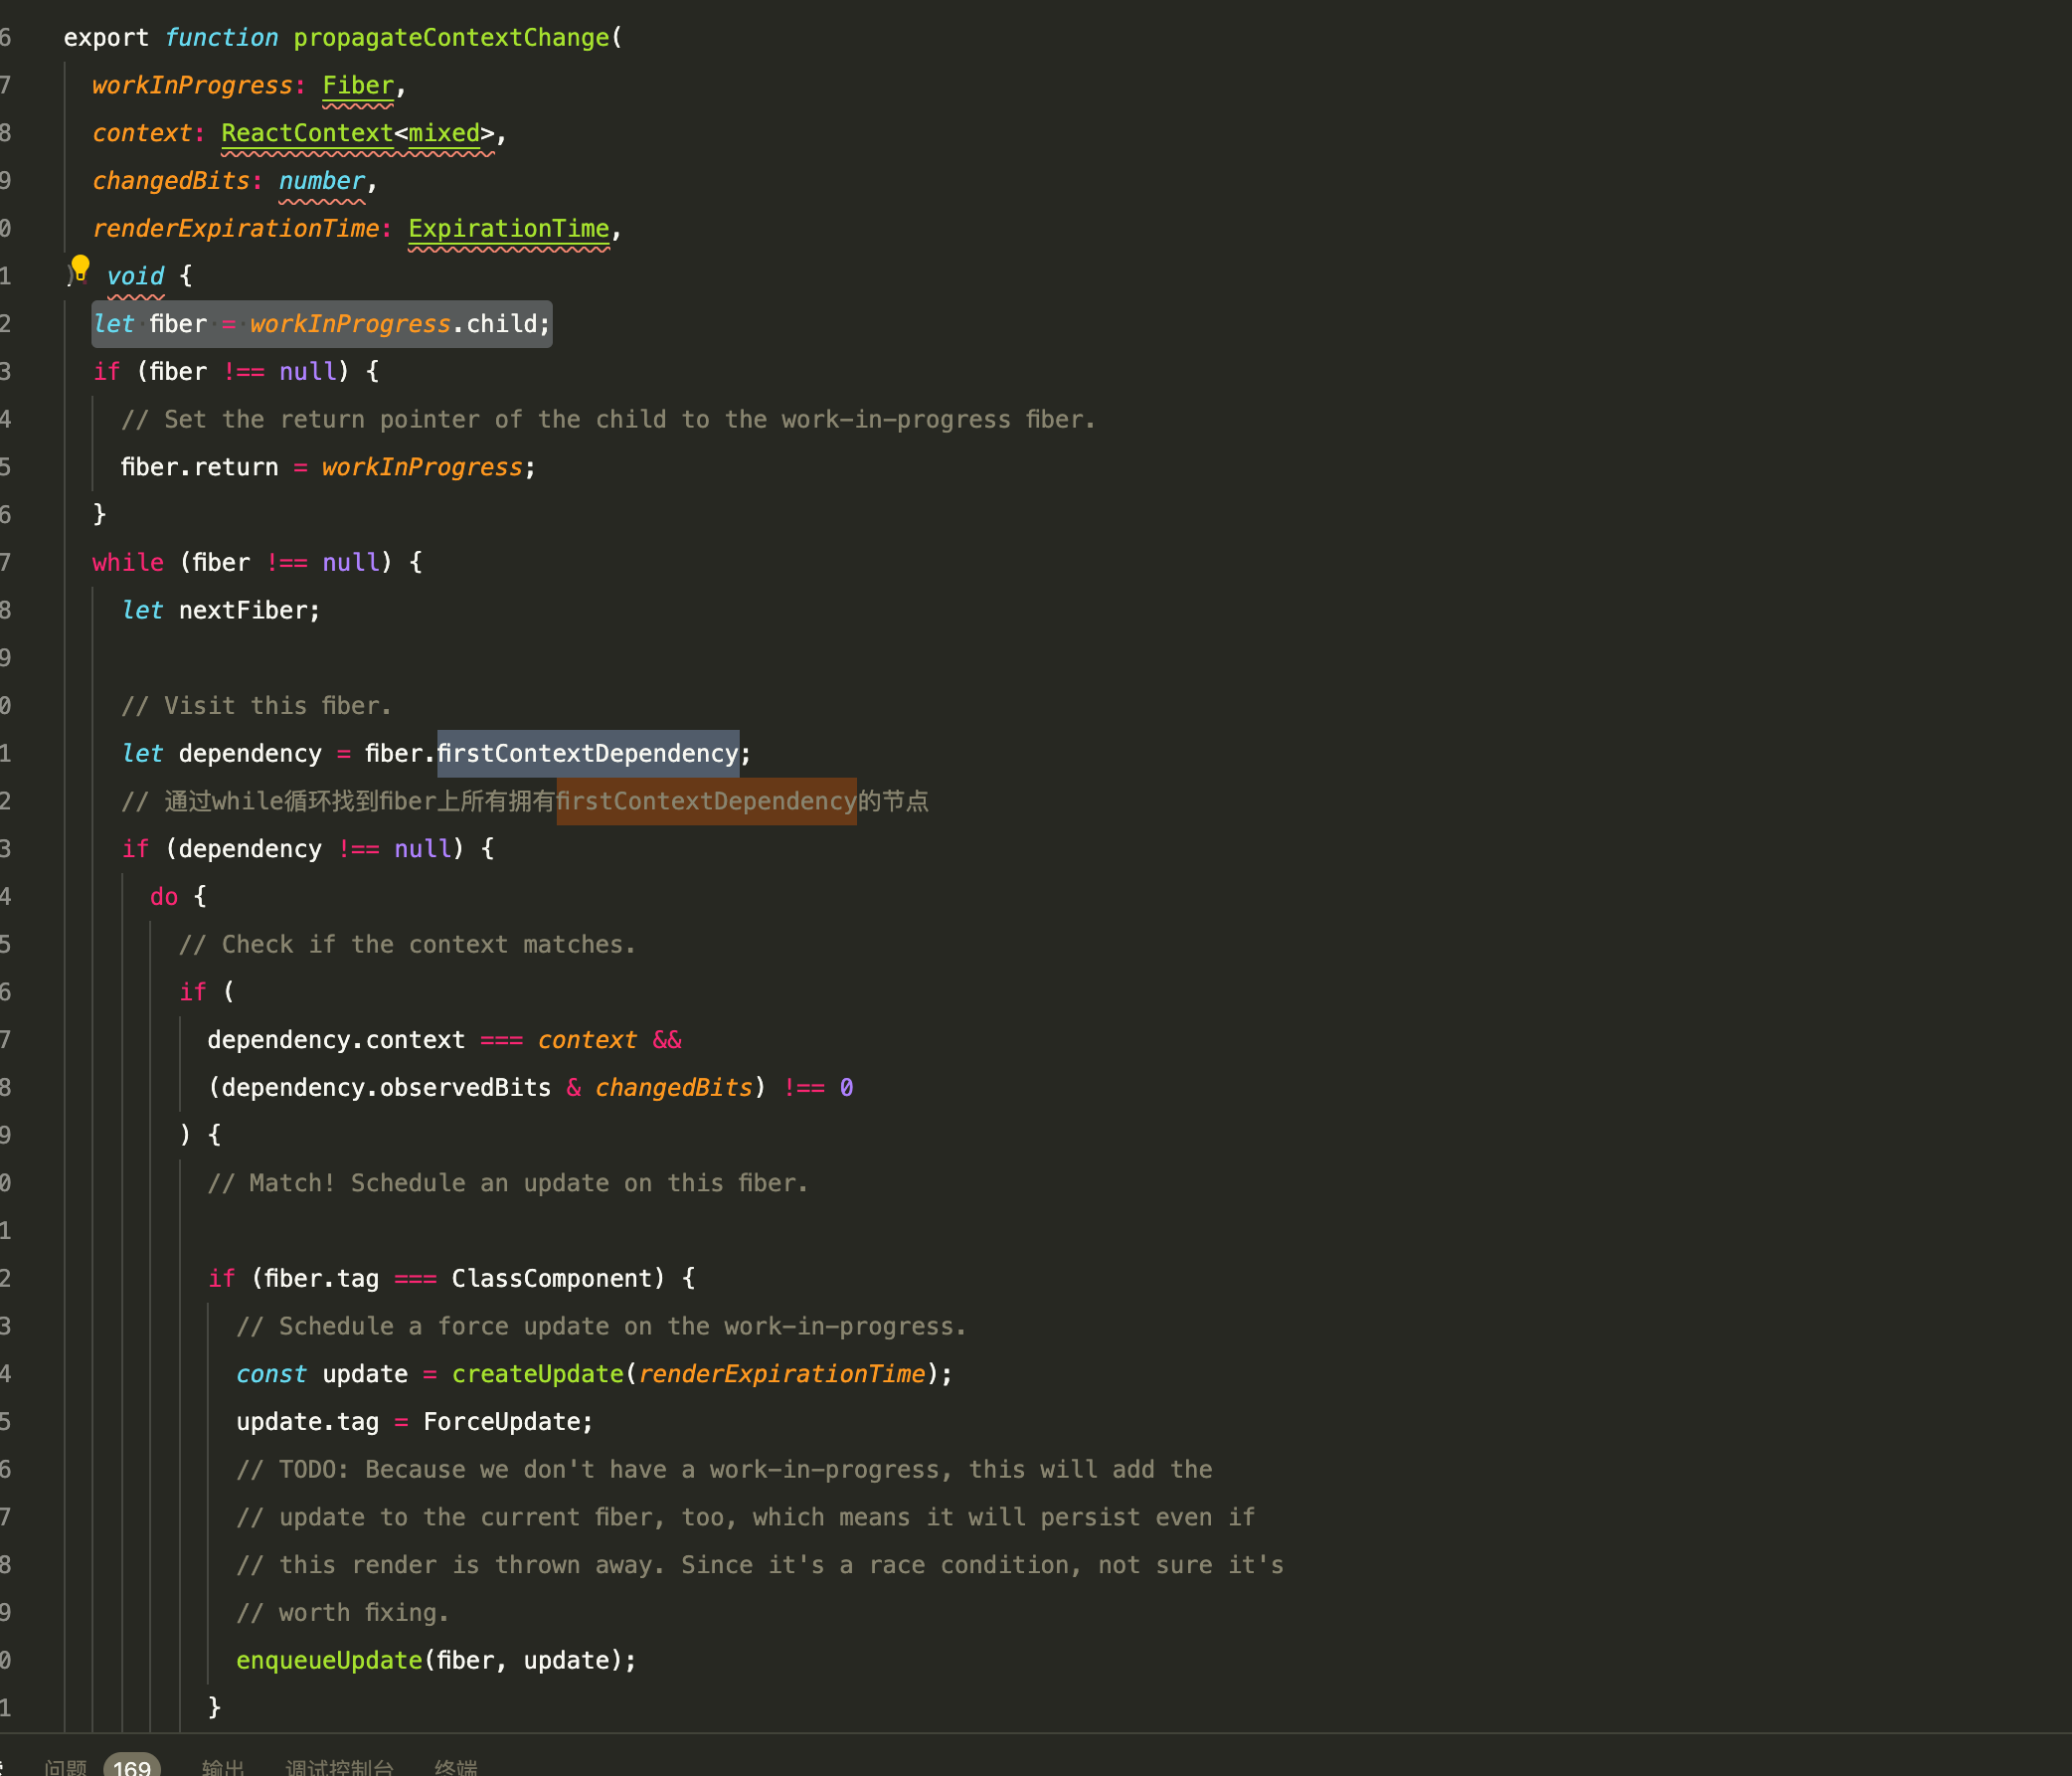 6 export function propagateContextChange(
7 workInProgress: Fiber,
8 context: ReactContext<mixed>,
9 changedBits: number,
0 renderExpirationTime: ExpirationTime,
1 ) void {
2 let fiber = workInProgress.child;
3 if (fiber !== null) {
4 // Set the return pointer of the child to the work-in-progress fiber.
5 fiber.return = workInProgress;
6 }
7 while (fiber !== null) {
8 let nextFiber;
9
0 // Visit this fiber.
1 let dependency = fiber.firstContextDependency;
2 // 通过while循环找到fiber上所有拥有firstContextDependency的节点
3 if (dependency !== null) {
4 do {
5 // Check if the context matches.
6 if (
7 dependency.context === context &&
8 (dependency.observedBits & changedBits) !== 0
9 ) {
0 // Match! Schedule an update on this fiber.
1
2 if (fiber.tag === ClassComponent) {
3 // Schedule a force update on the work-in-progress.
4 const update = createUpdate(renderExpirationTime);
5 update.tag = ForceUpdate;
6 // TODO: Because we don't have a work-in-progress, this will add the
7 // update to the current fiber, too, which means it will persist even if
8 // this render is thrown away. Since it's a race condition, not sure it's
9 // worth fixing.
0 enqueueUpdate(fiber, update);
1 }
问题 169 输出 调试控制台 终端